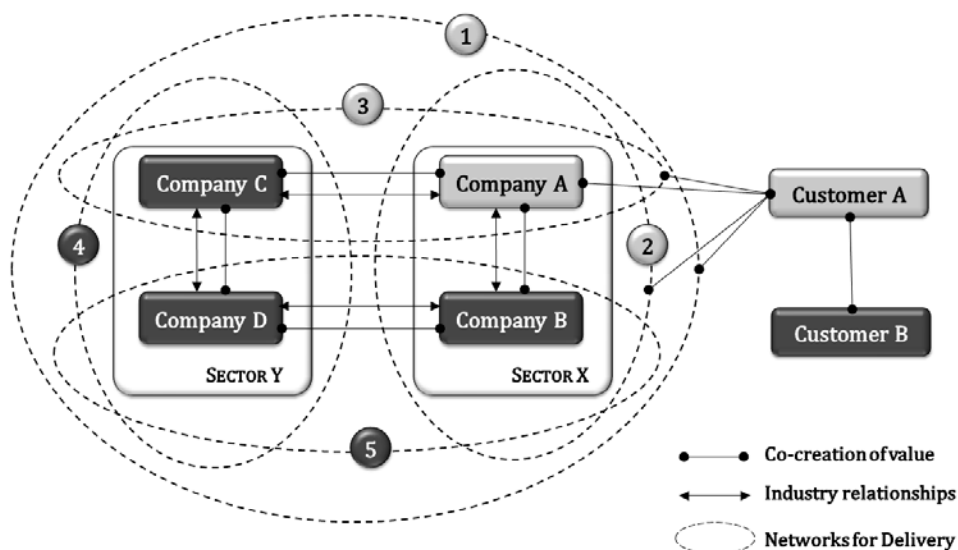 1
3
Company C
Company A
Customer A
4
2
Company D
Company B
Customer B
SECTOR Y
SECTOR X
5
Co-creation of value
Industry relationships
Networks for Delivery